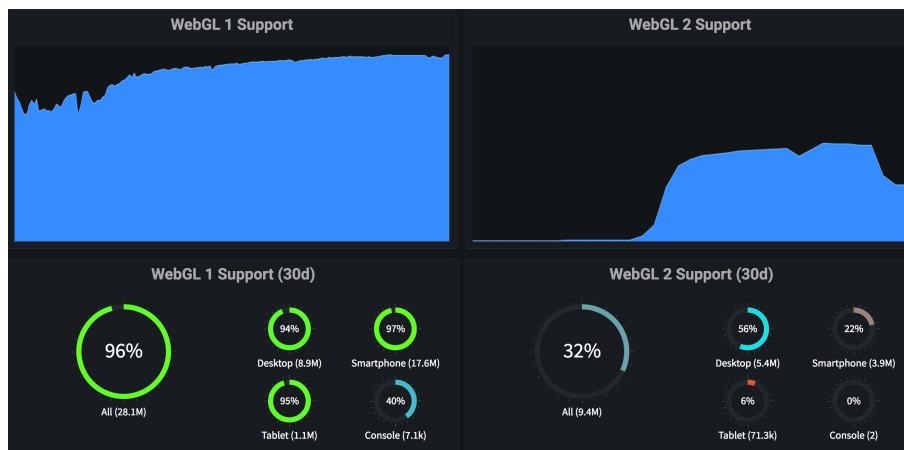 WebGL 1 Support
WebGL 2 Support
WebGL 1 Support (30d)
96%
All (28.1M)
94%
Desktop (8.9M)
97%
Smartphone (17.6M)
95%
Tablet (1.1M)
40%
Console (7.1k)
WebGL 2 Support (30d)
32%
All (9.4M)
56%
Desktop (5.4M)
22%
Smartphone (3.9M)
6%
Tablet (71.3k)
0%
Console (2)